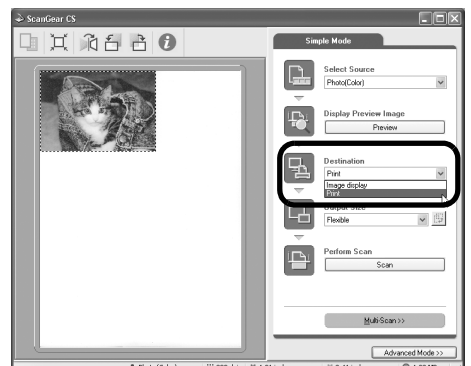 ScanGear CS
Simple Mode
Select Source
Photo(Color)
Display Preview Image
Preview
Destination
Print
Image display
Print
Output Size
Flexible
Perform Scan
Scan
Multi-Scan >>
Advanced Mode >>